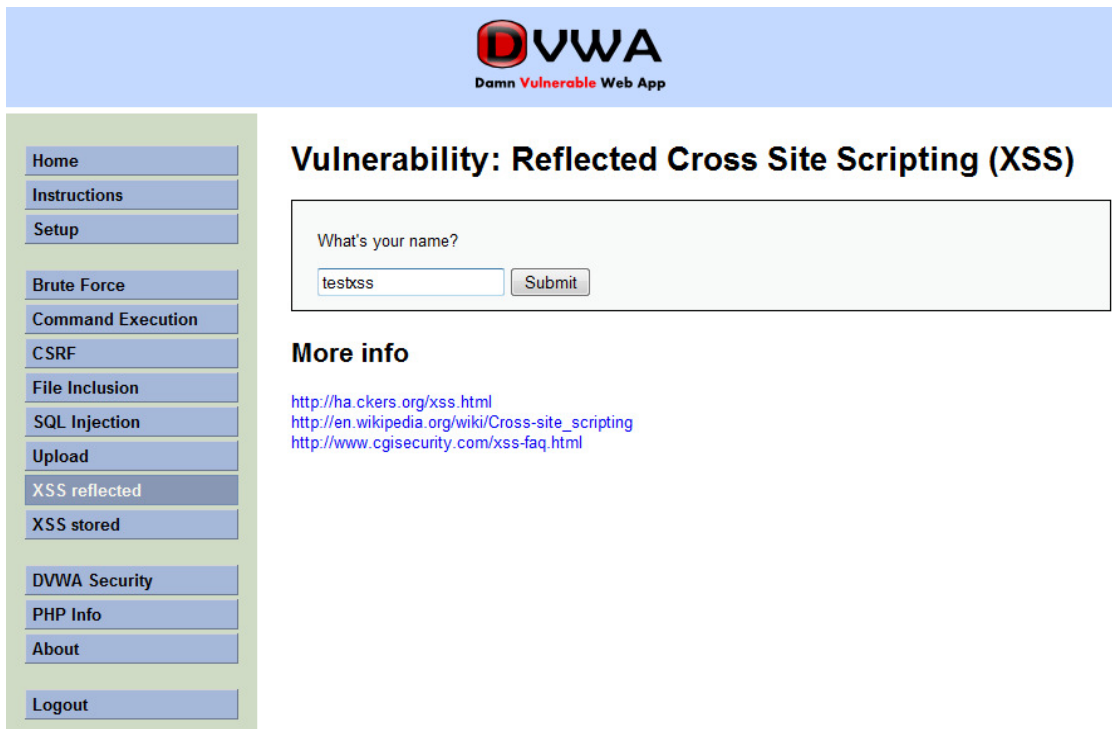 DVWA
Damn Vulnerable Web App
Home
Instructions
Setup
Brute Force
Command Execution
CSRF
File Inclusion
SQL Injection
Upload
XSS reflected
XSS stored
DVWA Security
PHP Info
About
Logout
Vulnerability: Reflected Cross Site Scripting (XSS)
What's your name?
testxss Submit
More info
http://ha.ckers.org/xss.html
http://en.wikipedia.org/wiki/Cross-site_scripting
http://www.cgisecurity.com/xss-faq.html